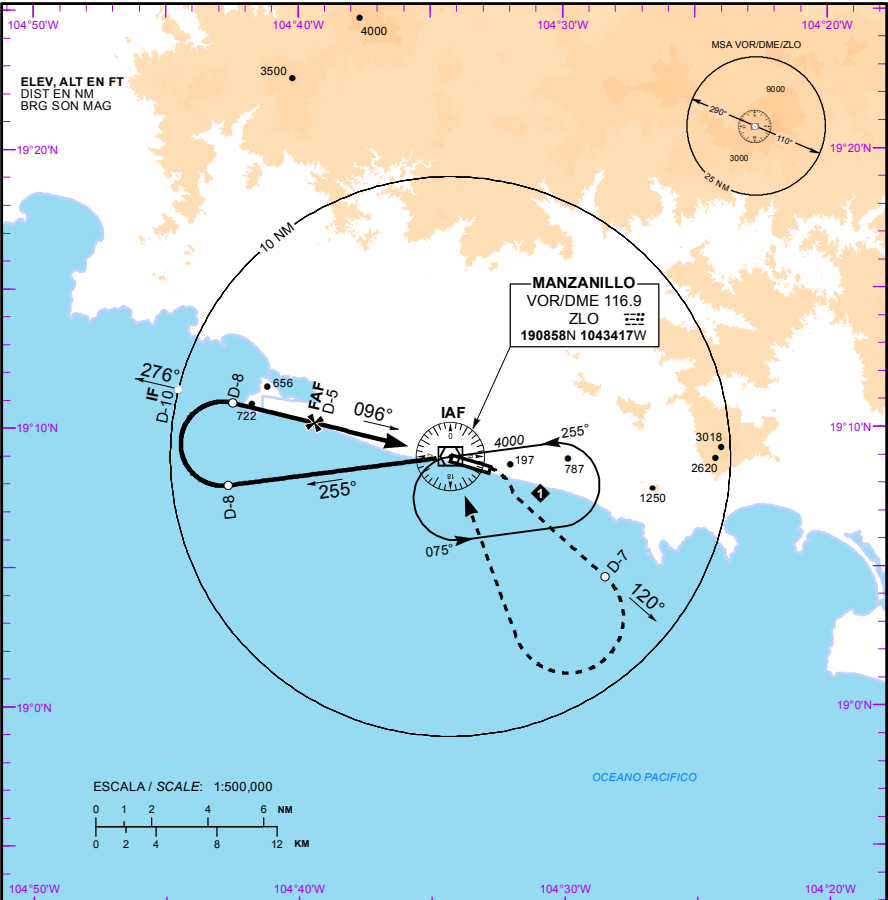 104°50'W
104°40'W
104°30'W
104°20'W
4000
3500
ELEV, ALT EN FT
DIST EN NM
BRG SON MAG
MSA VOR/DME/ZLO
9000
290°
110°
3000
25 NM
19°20'N
19°20'N
10 NM
MANZANILLO
VOR/DME 116.9
ZLO
190858N 1043417W
276°
IF
D-10
D-8
656
722
FAF
D-5
096°
IAF
19°10'N
19°10'N
4000
255°
197
787
3018
2620
1250
1
255°
D-8
075°
D-7
120°
0
18
19°0'N
19°0'N
OCEANO PACIFICO
ESCALA / SCALE: 1:500,000
0 1 2 4 6 NM
0 2 4 8 12 KM
104°50'W
104°40'W
104°30'W
104°20'W